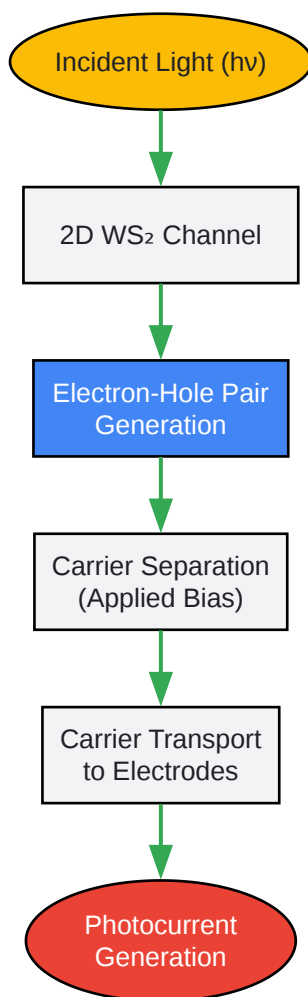 Incident Light (hν)
2D WS₂ Channel
Electron-Hole Pair
Generation
Carrier Separation
(Applied Bias)
Carrier Transport
to Electrodes
Photocurrent
Generation